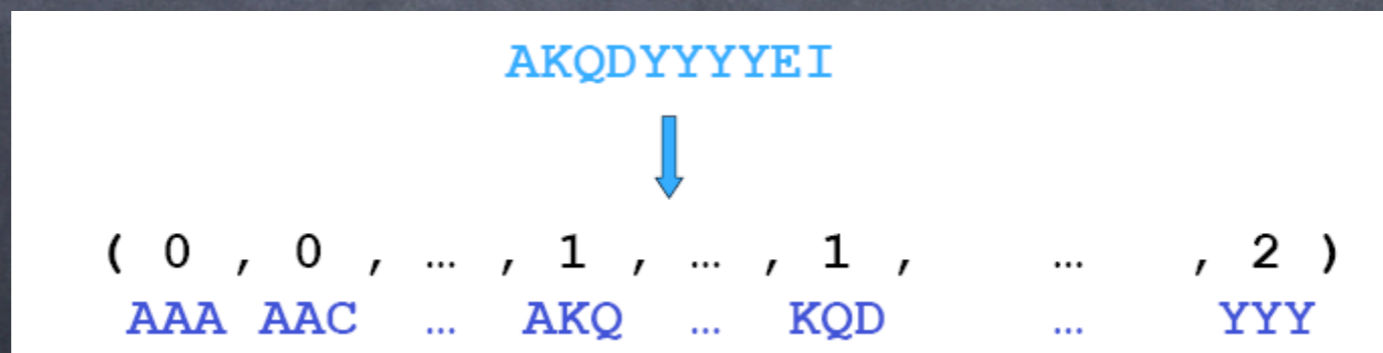 AKQDYYYYEI
( 0 , 0 , … , 1 , … , 1 , … , 2 )
AAA AAC … AKQ … KQD … YYY